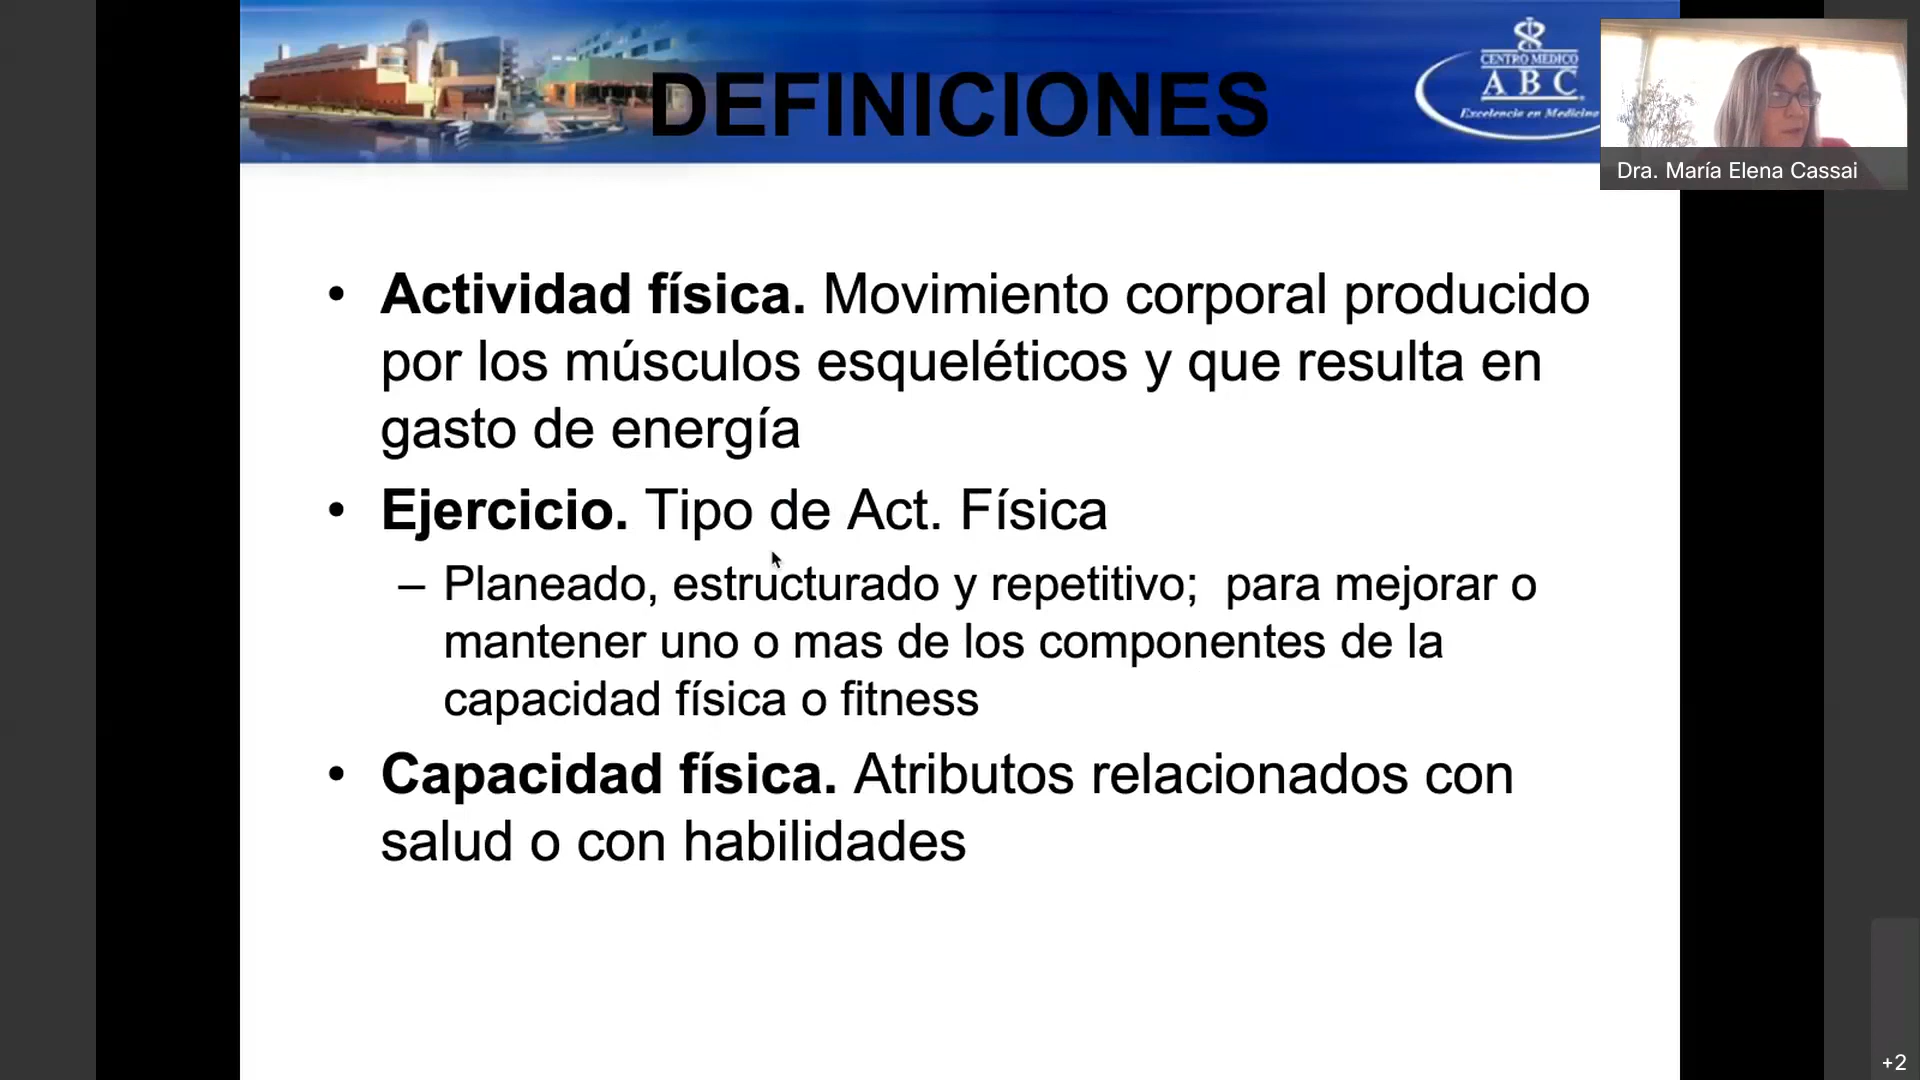 DEFINICIONES
CENTRO MEDICO
ABC
Excelencia en Medicina
Dra. María Elena Cassai
• Actividad física. Movimiento corporal producido
por los músculos esqueléticos y que resulta en
gasto de energía
• Ejercicio. Tipo de Act. Física
– Planeado, estructurado y repetitivo; para mejorar o
mantener uno o mas de los componentes de la
capacidad física o fitness
• Capacidad física. Atributos relacionados con
salud o con habilidades
+2